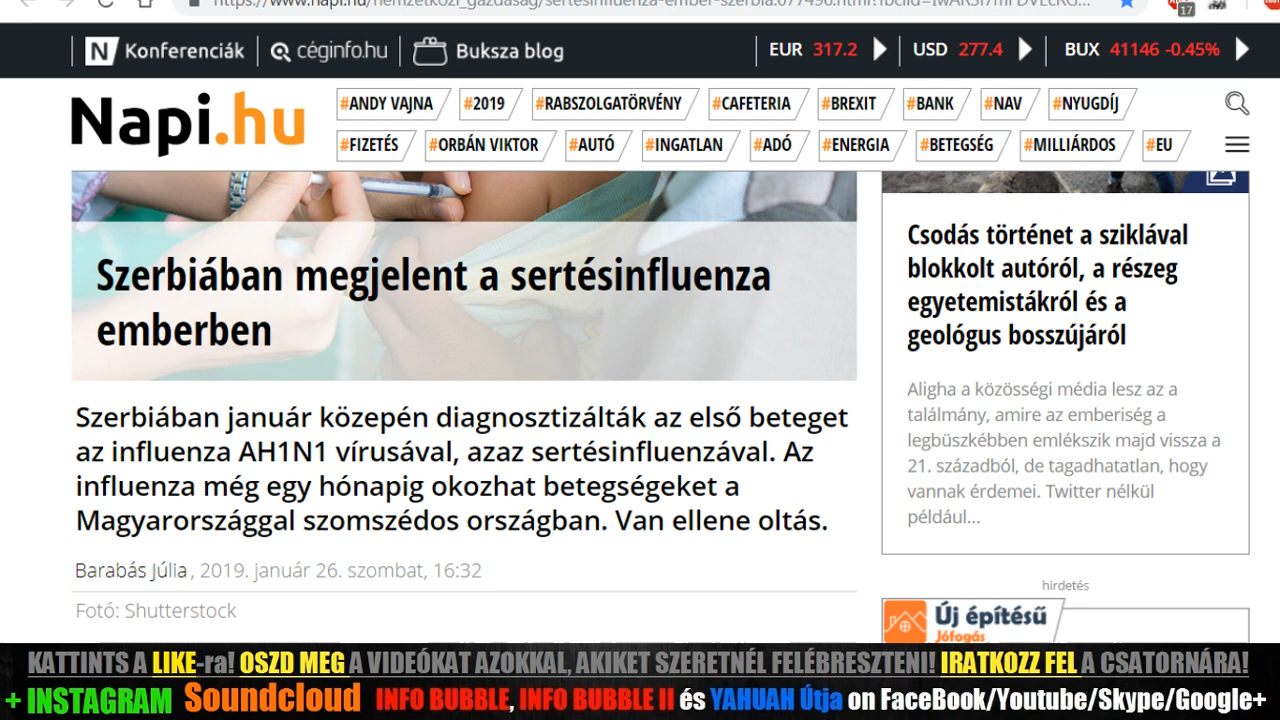 Konferenciák
céginfo.hu
Buksza blog
EUR 317.2
USD 277.4
BUX 41146 -0.45%
Napi.hu
#ANDY VAJNA #2019 #RABSZOLGATÖRVÉNY #CAFETERIA #BREXIT #BANK #NAV #NYUGDÍJ
#FIZETÉS #ORBÁN VIKTOR #AUTÓ #INGATLAN #ADÓ #ENERGIA #BETEGSÉG #MILLIÁRDOS #EU
Szerbiában megjelent a sertésinfluenza
emberben
Szerbiában január közepén diagnosztizálták az első beteget
az influenza AH1N1 vírusával, azaz sertésinfluenzával. Az
influenza még egy hónapig okozhat betegségeket a
Magyarországgal szomszédos országban. Van ellene oltás.
Barabás Júlia, 2019. január 26. szombat, 16:32
Fotó: Shutterstock
Csodás történet a sziklával
blokkolt autóról, a részeg
egyetemistákról és a
geológus bosszújáról
Aligha a közösségi média lesz az a
találmány, amire az emberiség a
legbüszkébben emlékszik majd vissza a
21. századból, de tagadhatatlan, hogy
vannak érdemei. Twitter nélkül
például...
hirdetés
Új építésű
Jófogás
KATTINTS A LIKE-ra! OSZD MEG A VIDEÓKAT AZOKKAL, AKIKET SZERETNÉL FELÉBRESZTENI! IRATKOZZ FEL A CSATORNÁRA!
+ INSTAGRAM Soundcloud INFO BUBBLE, INFO BUBBLE II és YAHUAH Útja on FaceBook/Youtube/Skype/Google+